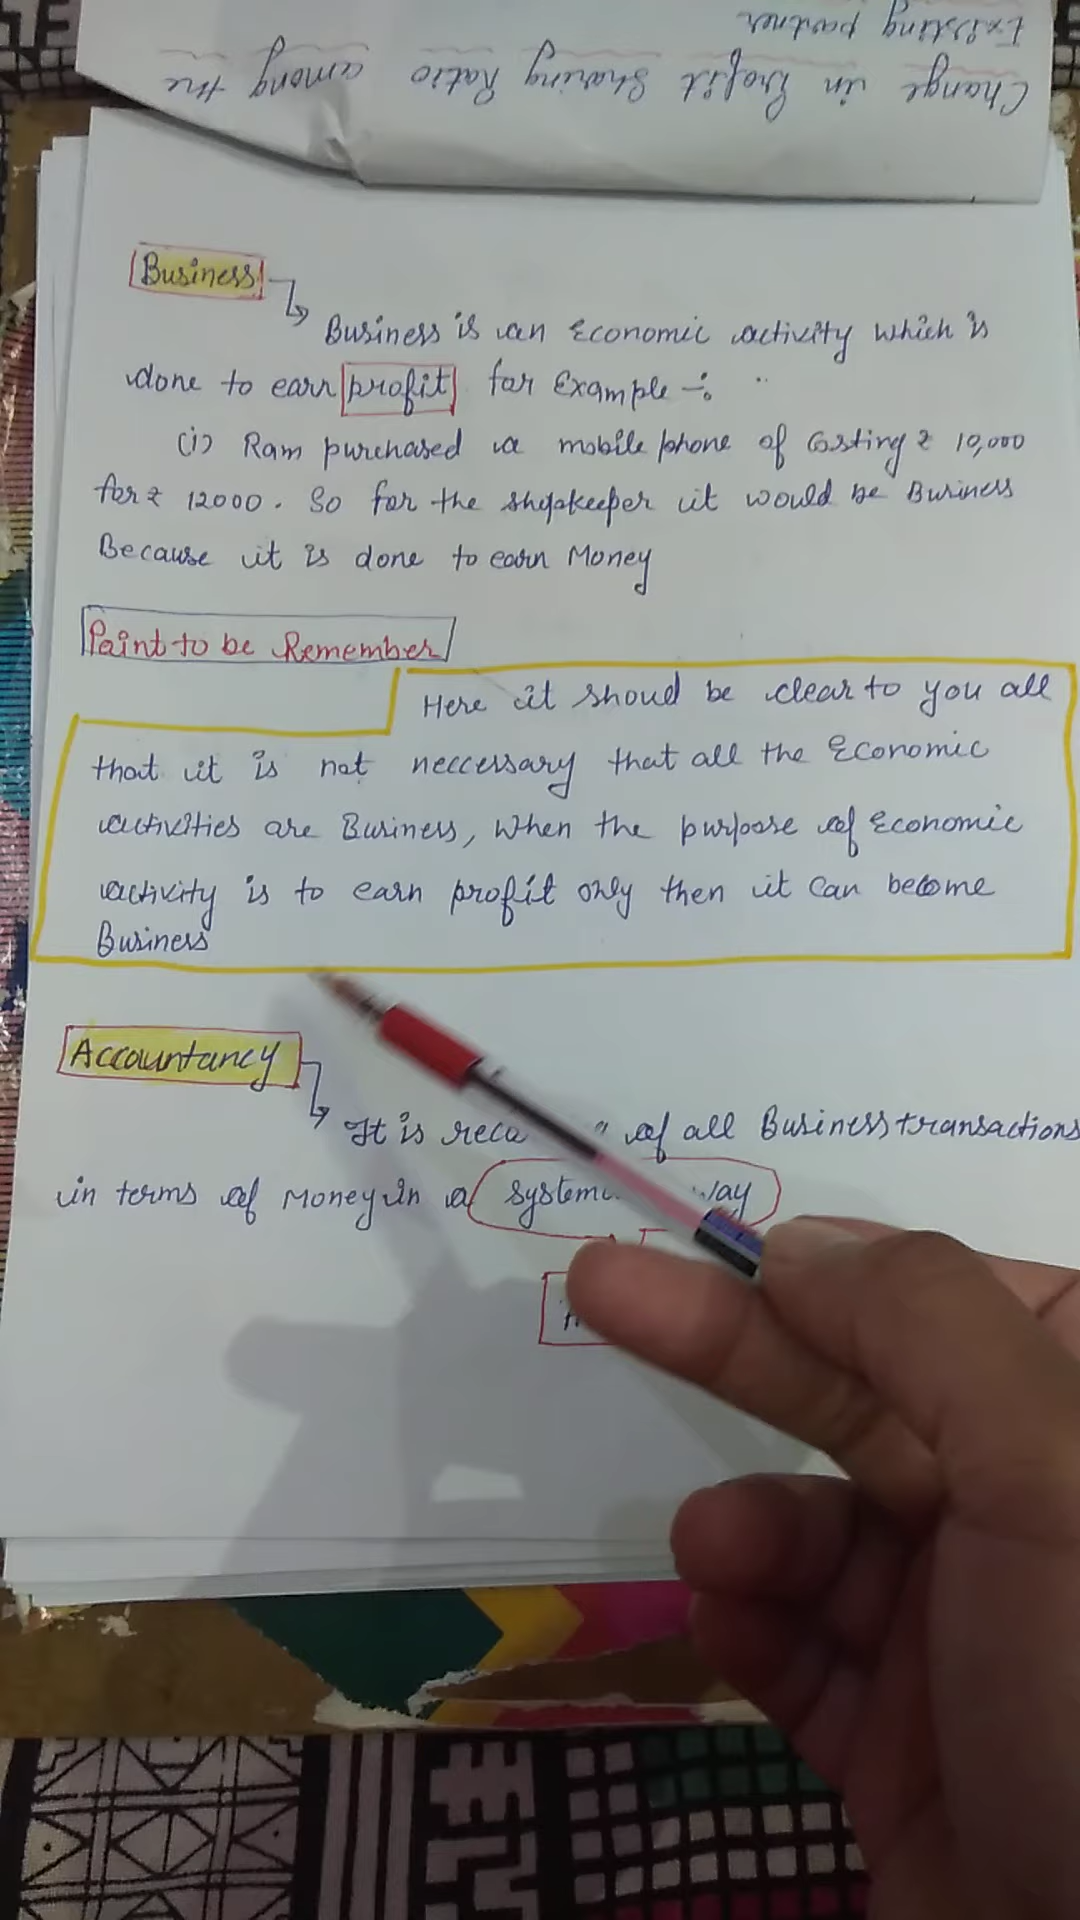 Change in Profit Sharing Ratio among the
Existing partner
Business
Business is an Economic activity which is
done to earn profit for Example -:
(i) Ram purchased a mobile phone of costing ₹ 10,000
for ₹ 12000. So for the shopkeeper it would be Business
Because it is done to earn Money
Point to be Remember
Here it shoud be clear to you all
that it is not neccessary that all the Economic
activities are Business, When the purpose of Economic
activity is to earn profit only then it can become
Business
Accountancy
It is of all Business transactions
in terms of Money in a way